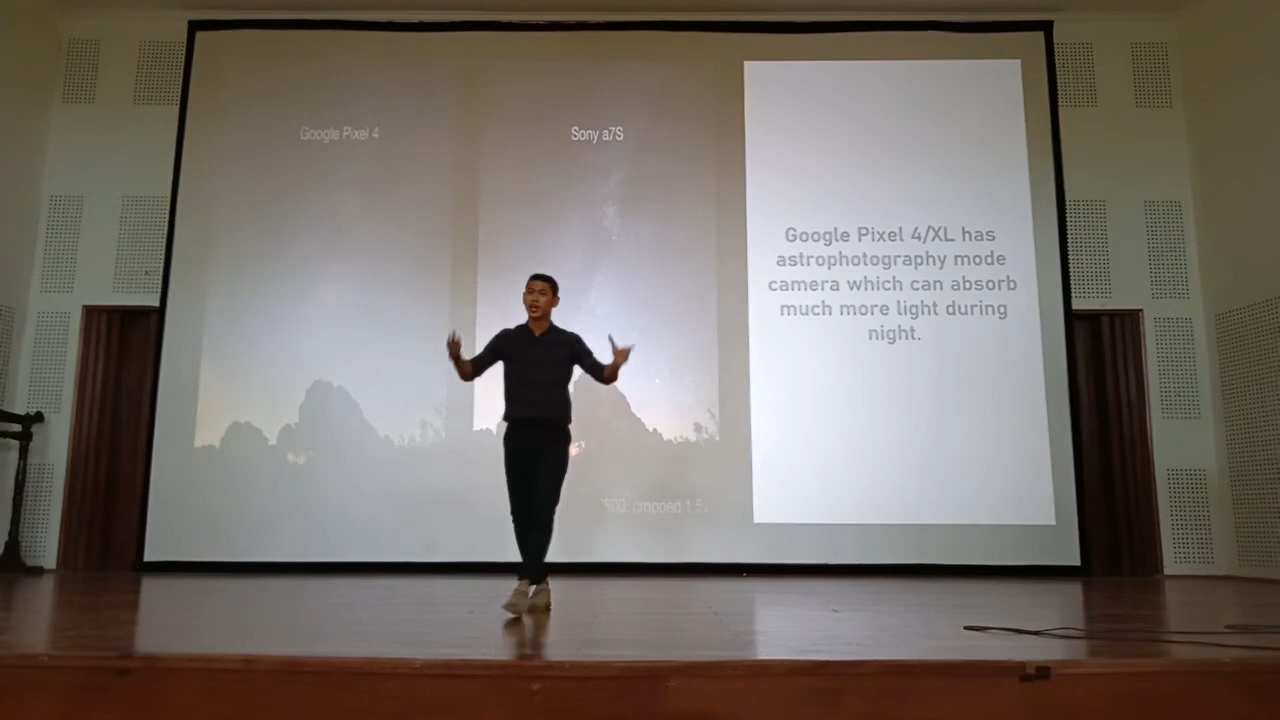 Google Pixel 4
Sony a7S
Google Pixel 4/XL has
astrophotography mode
camera which can absorb
much more light during
night.
cropped